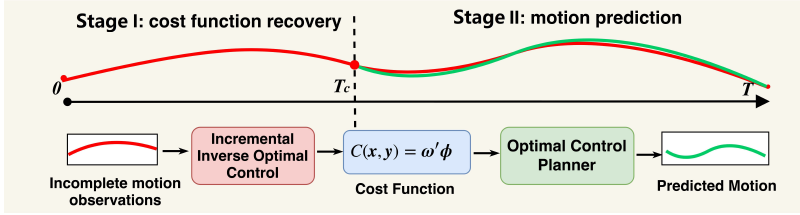 Stage I: cost function recovery
Stage II: motion prediction
0
Tc
T
Incremental
Inverse Optimal
Control
C(x, y) = ω′ϕ
Optimal Control
Planner
Incomplete motion
observations
Cost Function
Predicted Motion